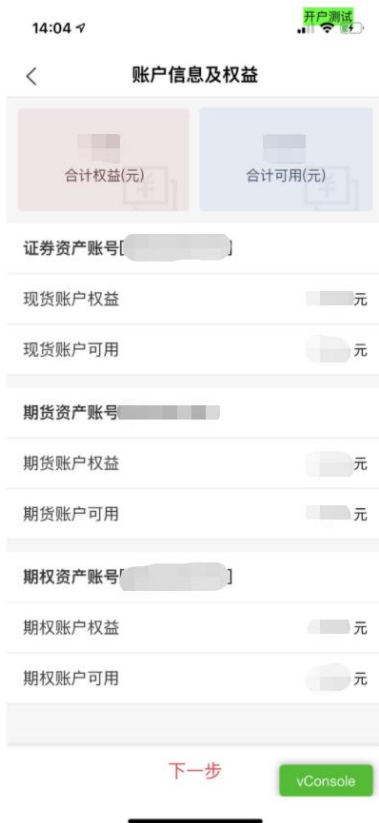 开户测试
14:04
账户信息及权益
合计权益(元)
合计可用(元)
证券资产账号[ ]
现货账户权益 元
现货账户可用 元
期货资产账号
期货账户权益 元
期货账户可用 元
期权资产账号[ ]
期权账户权益 元
期权账户可用 元
下一步
vConsole